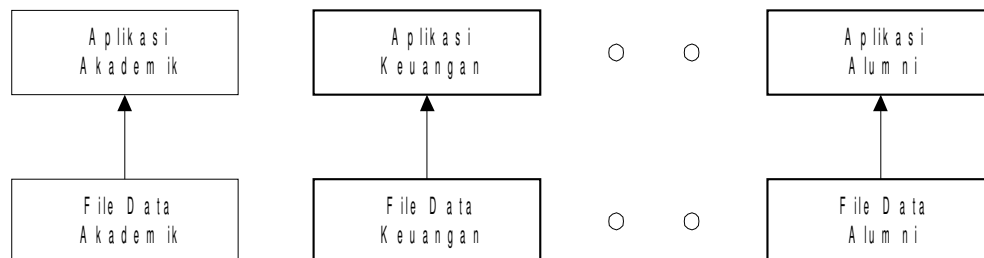 Aplikasi
Akademik
Aplikasi
Keuangan
Aplikasi
Alumni
File Data
Akademik
File Data
Keuangan
File Data
Alumni